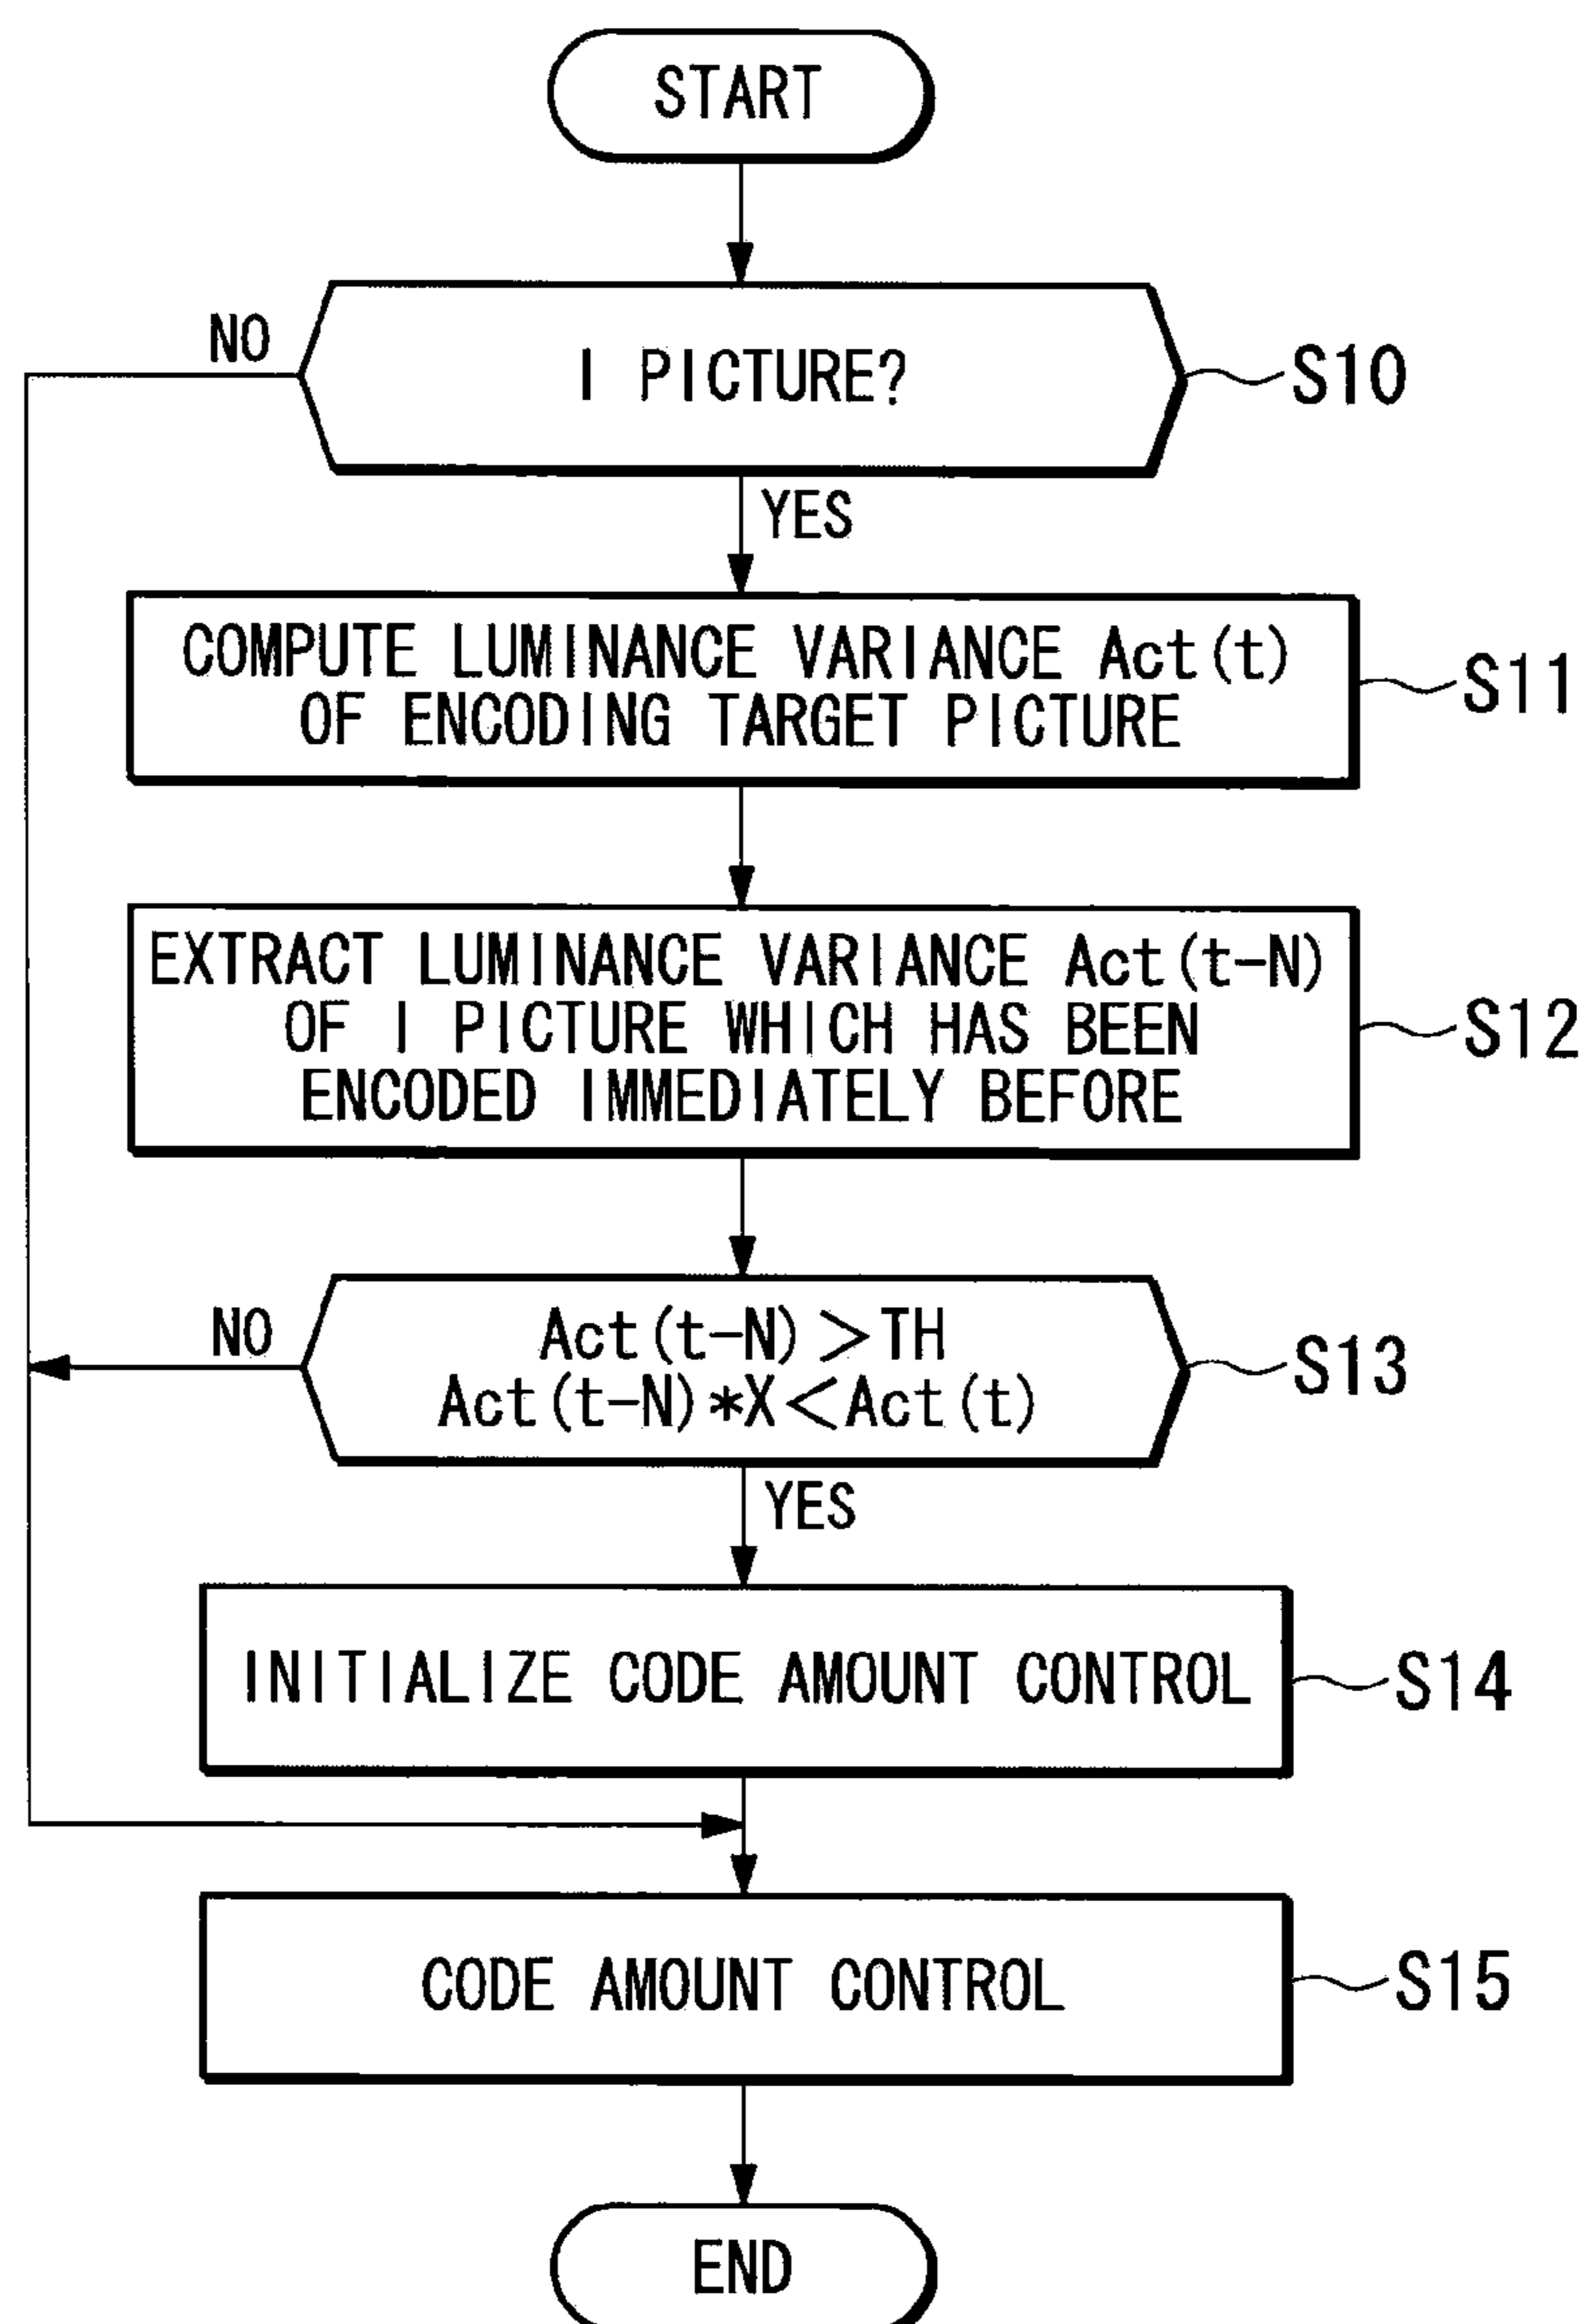 START
NO
I PICTURE?
S10
YES
COMPUTE LUMINANCE VARIANCE Act(t)
OF ENCODING TARGET PICTURE
S11
EXTRACT LUMINANCE VARIANCE Act(t-N)
OF I PICTURE WHICH HAS BEEN
ENCODED IMMEDIATELY BEFORE
S12
NO
Act(t-N)>TH
Act(t-N)*X<Act(t)
S13
YES
INITIALIZE CODE AMOUNT CONTROL
S14
CODE AMOUNT CONTROL
S15
END